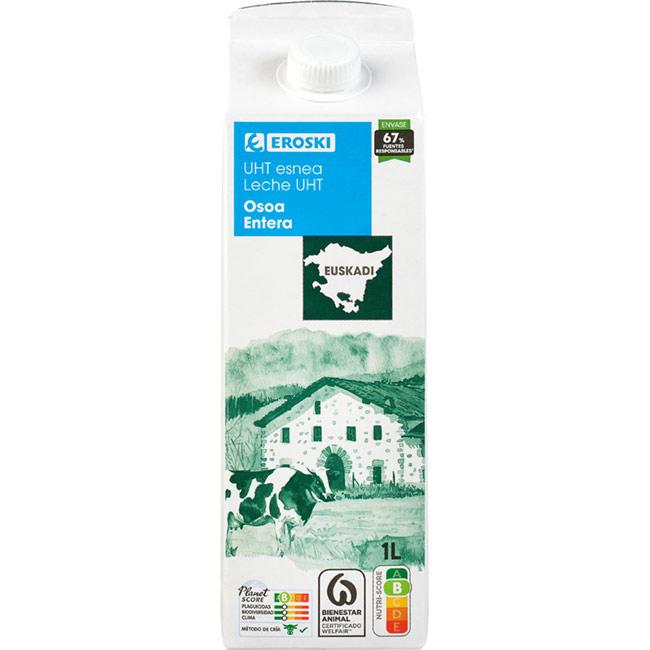 EROSKI
UHT esnea
Leche UHT
Osoa
Entera
ENVASE
67%
FUENTES
RESPONSABLES*
EUSKADI
1L
Planet
SCORE
A B C D E
PLAGUICIDAS
BIODIVERSIDAD
CLIMA
MÉTODO DE CRÍA
BIENESTAR
ANIMAL
CERTIFICADO
WELFAIR™
NUTRI-SCORE
A
B
C
D
E